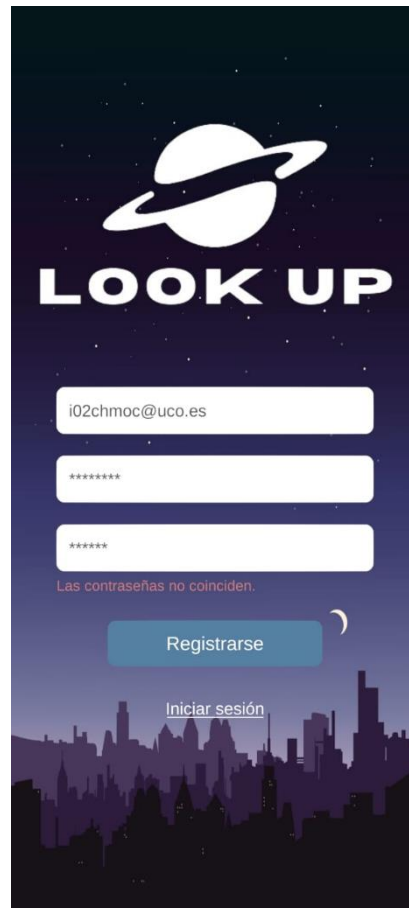 LOOK UP
i02chmoc@uco.es
********
******
Las contraseñas no coinciden.
Registrarse
Iniciar sesión